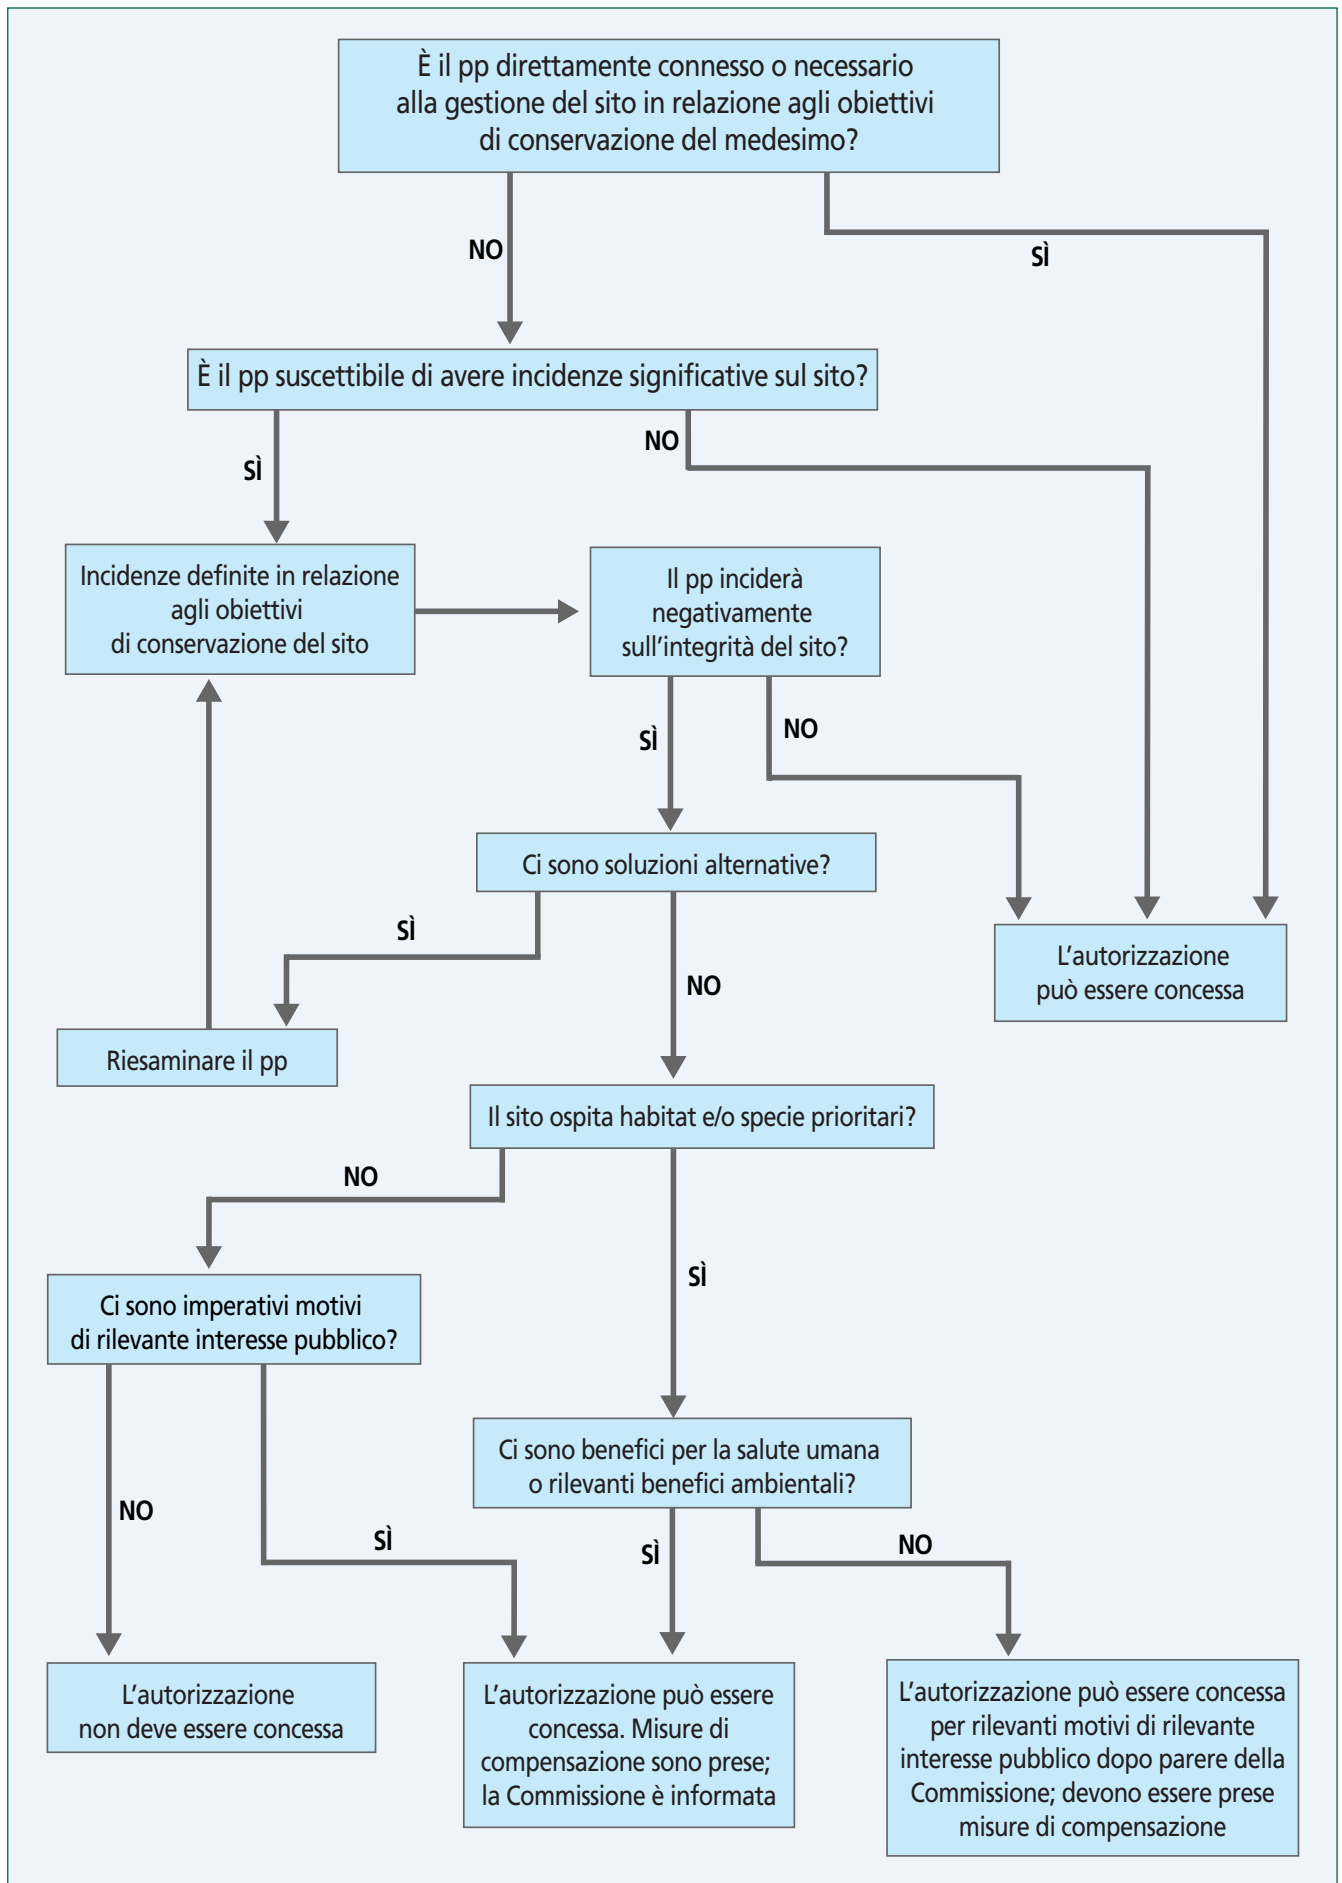 È il pp direttamente connesso o necessario
alla gestione del sito in relazione agli obiettivi
di conservazione del medesimo?
NO
SÌ
È il pp suscettibile di avere incidenze significative sul sito?
SÌ
NO
Incidenze definite in relazione
agli obiettivi
di conservazione del sito
Il pp inciderà
negativamente
sull'integrità del sito?
SÌ
NO
Ci sono soluzioni alternative?
SÌ
NO
L'autorizzazione
può essere concessa
Riesaminare il pp
Il sito ospita habitat e/o specie prioritari?
NO
SÌ
Ci sono imperativi motivi
di rilevante interesse pubblico?
Ci sono benefici per la salute umana
o rilevanti benefici ambientali?
NO
SÌ
SÌ
NO
L'autorizzazione
non deve essere concessa
L'autorizzazione può essere
concessa. Misure di
compensazione sono prese;
la Commissione è informata
L'autorizzazione può essere concessa
per rilevanti motivi di rilevante
interesse pubblico dopo parere della
Commissione; devono essere prese
misure di compensazione